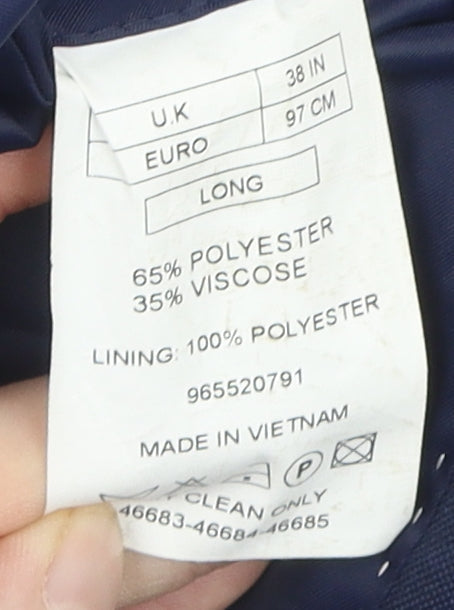 U.K 38 IN
EURO 97 CM
LONG
65% POLYESTER
35% VISCOSE
LINING: 100% POLYESTER
965520791
MADE IN VIETNAM
P
CLEAN ONLY
46683-46684-46685